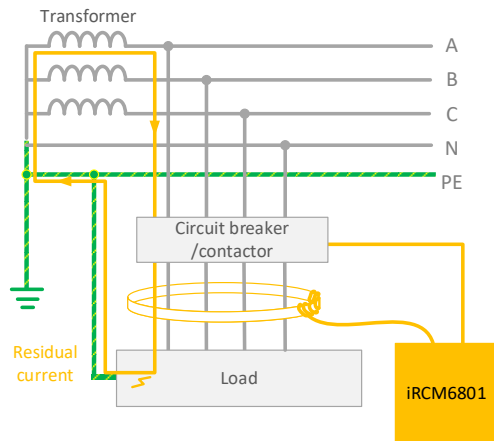 Transformer
A
B
C
N
PE
Circuit breaker
/contactor
Residual
current
Load
iRCM6801